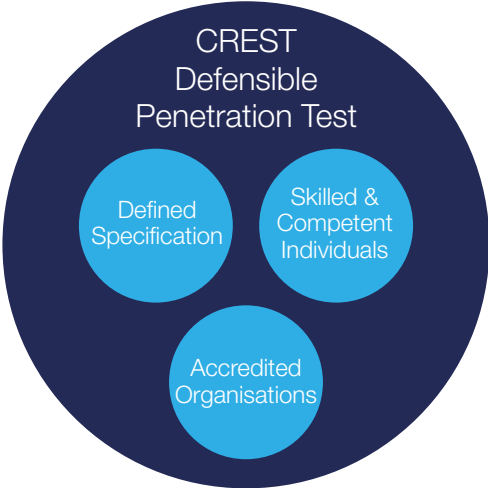 CREST
Defensible
Penetration Test
Defined
Specification
Skilled &
Competent
Individuals
Accredited
Organisations